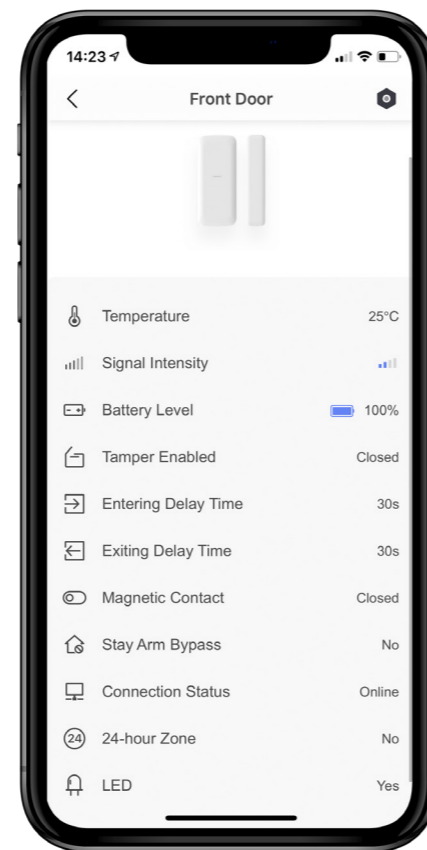 14:23
Front Door
Temperature 25°C
Signal Intensity
Battery Level 100%
Tamper Enabled Closed
Entering Delay Time 30s
Exiting Delay Time 30s
Magnetic Contact Closed
Stay Arm Bypass No
Connection Status Online
24 24-hour Zone No
LED Yes